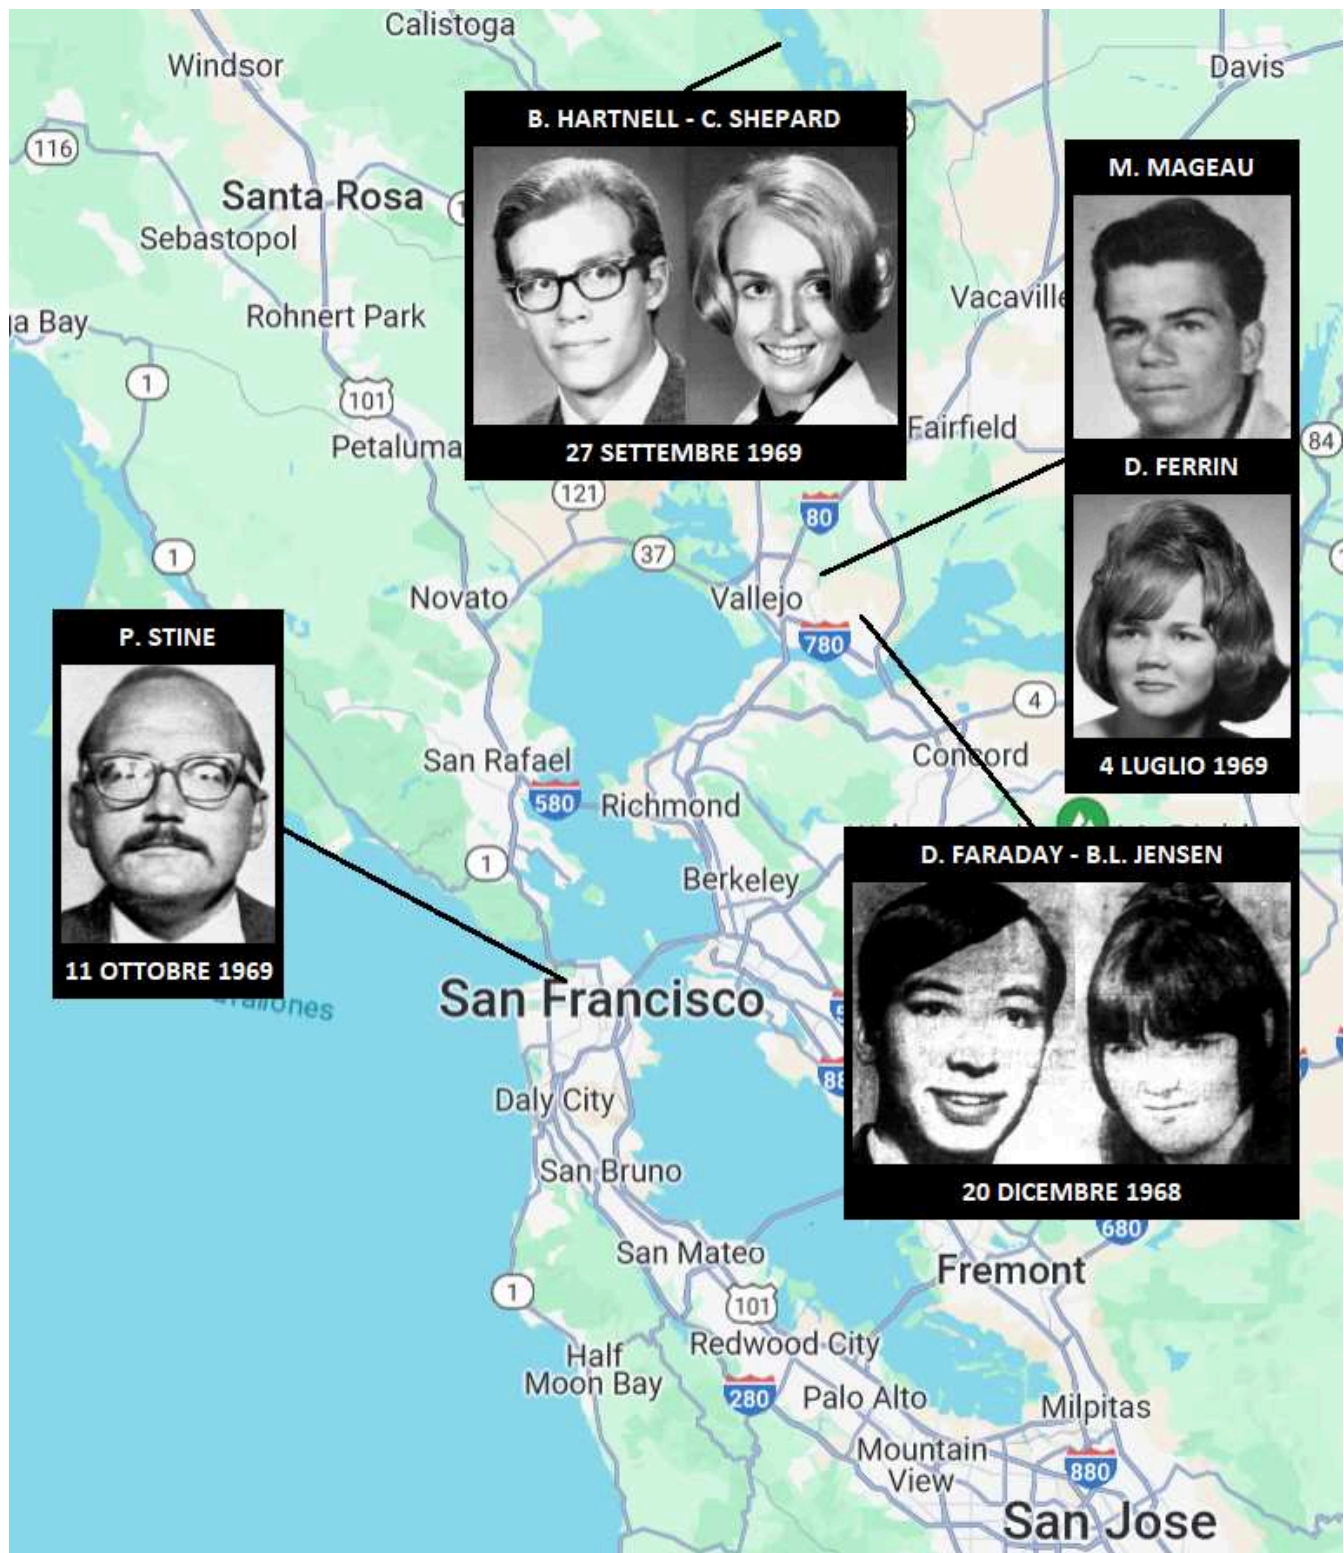 Calistoga
Windsor
Davis
B. HARTNELL - C. SHEPARD
116
M. MAGEAU
Santa Rosa
Sebastopol
Vacaville
Rohnert Park
a Bay
1
101
Fairfield
84
Petaluma
27 SETTEMBRE 1969
D. FERRIN
121
80
1
37
Novato
Vallejo
P. STINE
780
4
San Rafael
Concord
4 LUGLIO 1969
580
Richmond
1
Berkeley
D. FARADAY - B.L. JENSEN
11 OTTOBRE 1969
San Francisco
Daly City
San Bruno
20 DICEMBRE 1968
680
San Mateo
Fremont
1
101
Redwood City
Half
Moon Bay
280
Palo Alto
Milpitas
Mountain
View
880
San Jose